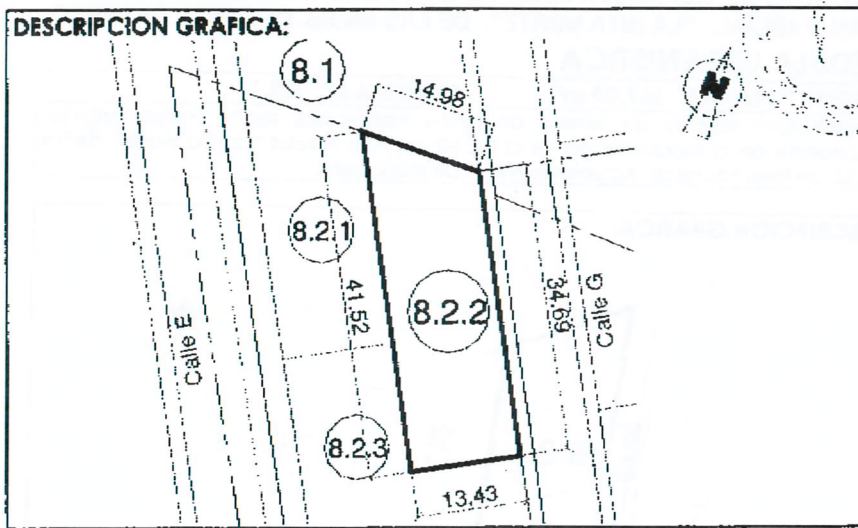 DESCRIPCION GRAFICA:
8.1
14.98
N
8.2.1
41.52
8.2.2
34.69
Calle G
Calle E
8.2.3
13.43